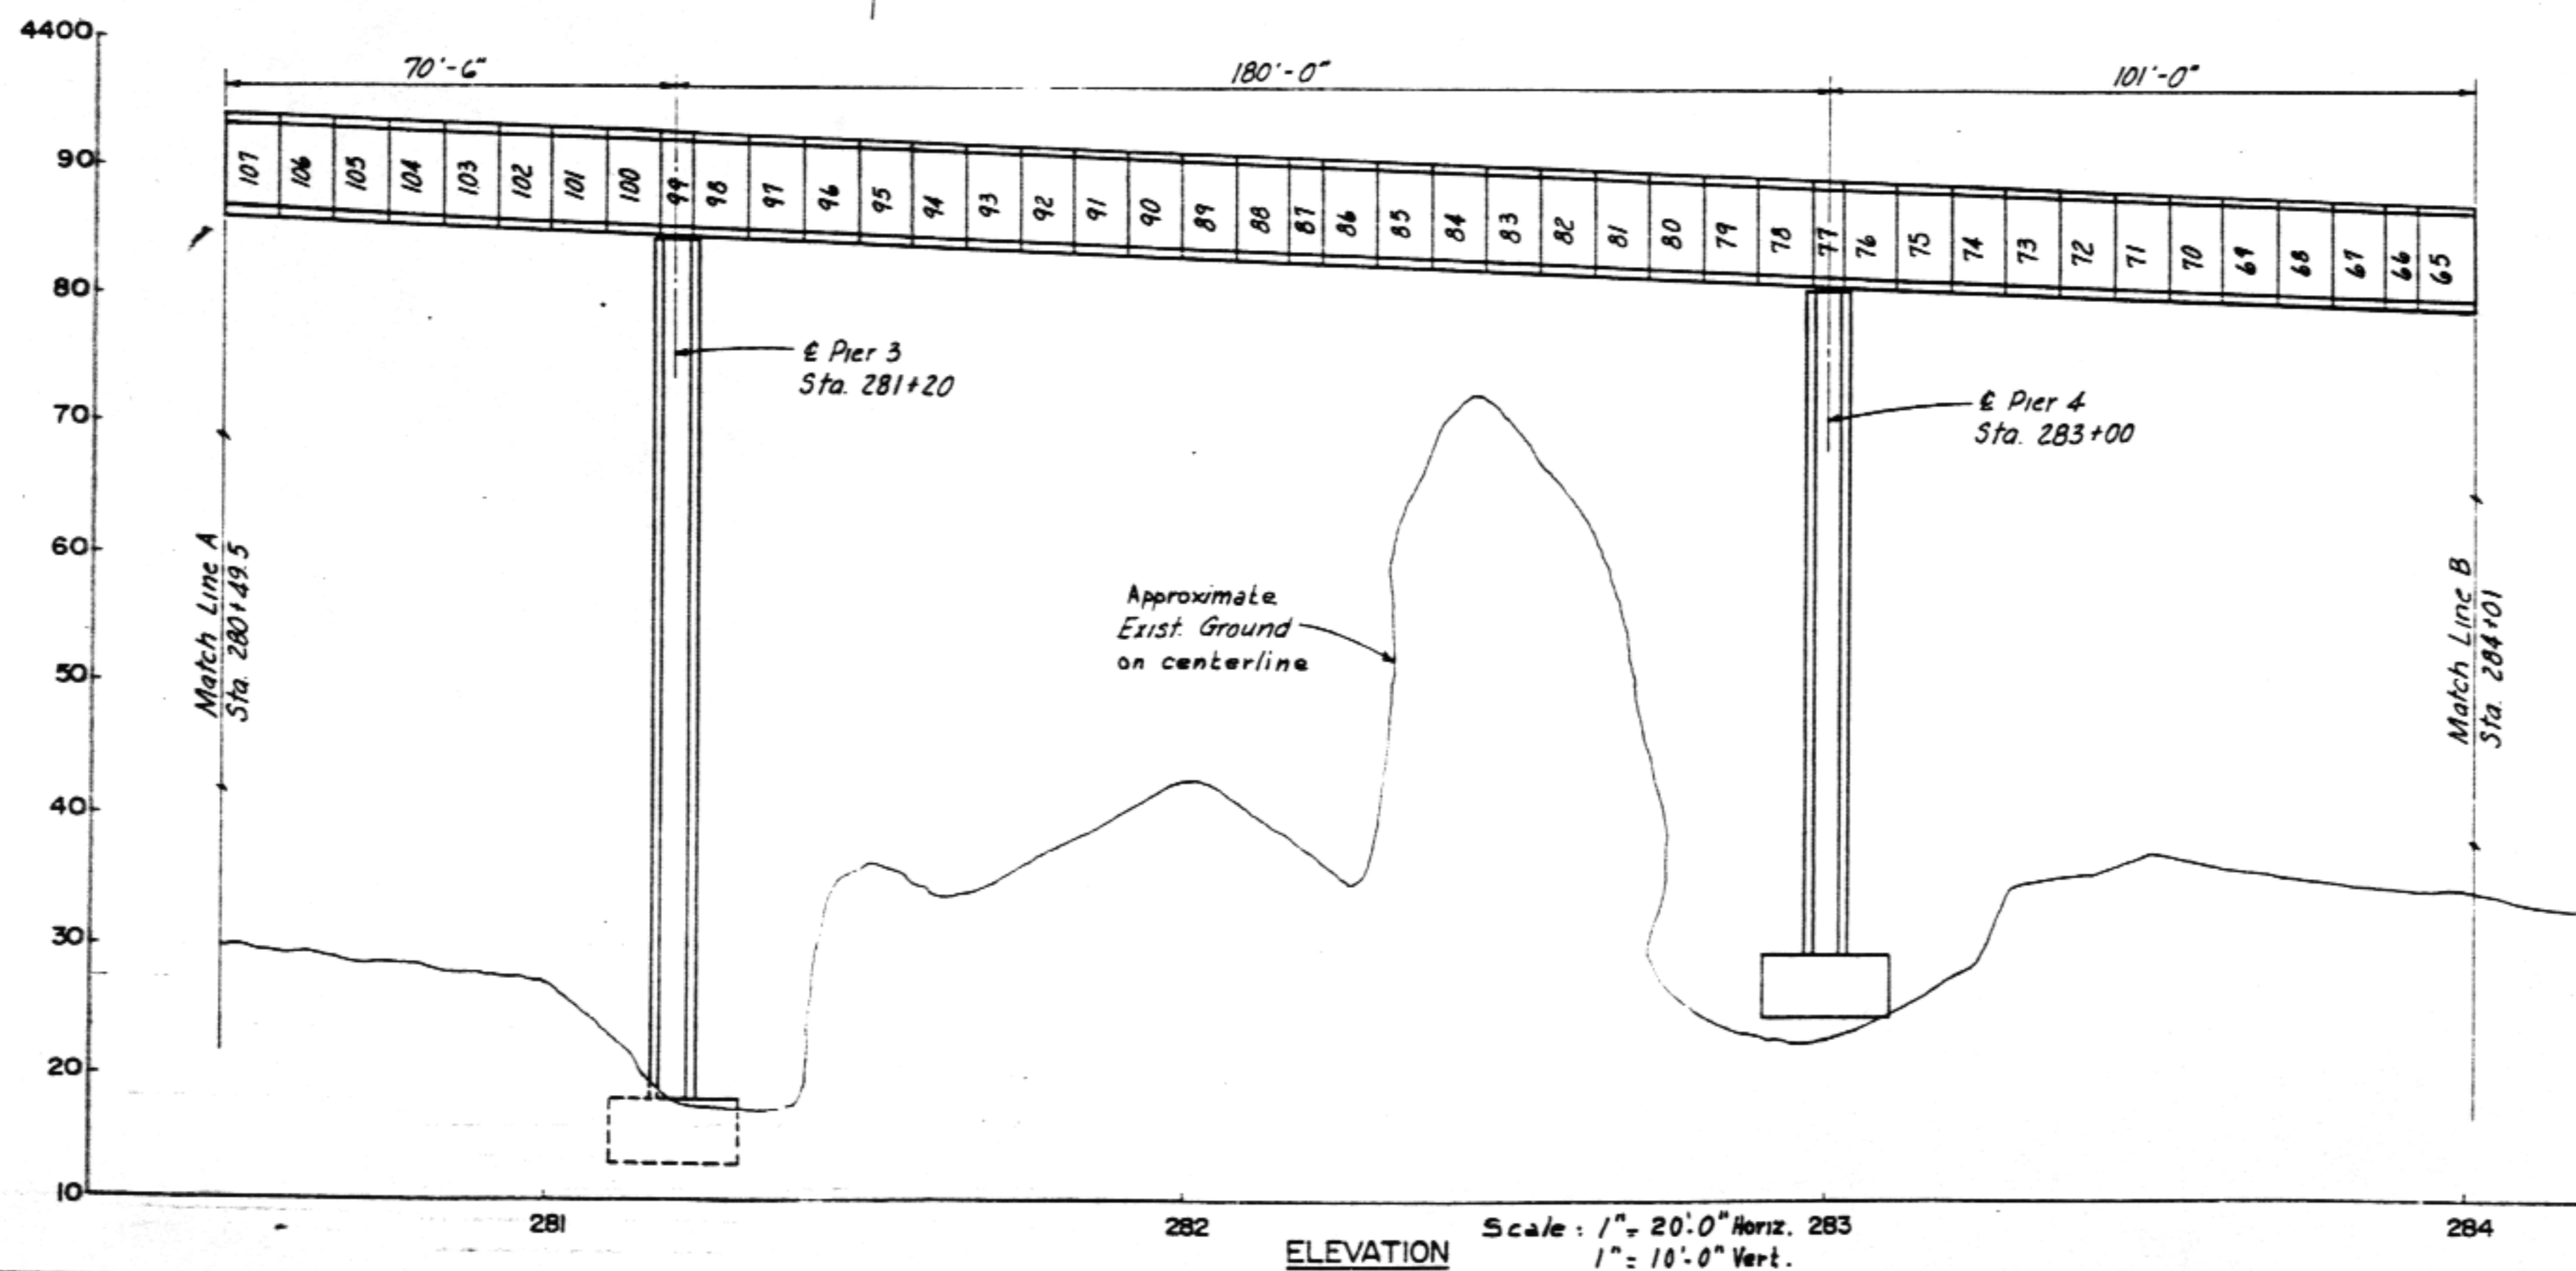 4400
70'-6"
180'-0"
101'-0"
90
80
70
60
50
40
30
20
10
107 106 105 104 103 102 101 100 99 98 97 96 95 94 93 92 91 90 89 88 87 86 85 84 83 82 81 80 79 78 77 76 75 74 73 72 71 70 69 68 67 66 65
℄ Pier 3
Sta. 281+20
℄ Pier 4
Sta. 283+00
Match Line A
Sta. 280+49.5
Approximate
Exist. Ground
on centerline
Match Line B
Sta. 284+01
281
282
283
284
ELEVATION
Scale: 1" = 20'-0" Horiz.
1" = 10'-0" Vert.